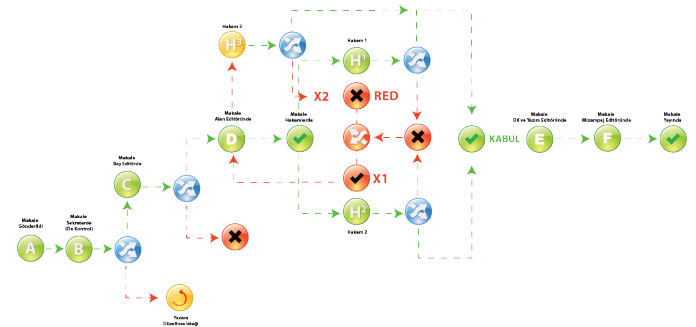 Hakem 3
H³
Hakem 1
H¹
X2
RED
Makale
Alan Editöründe
D
Makale
Hakemlerde
KABUL
Makale
Dil ve Yazım Editöründe
E
Makale
Mizanpaj Editöründe
F
Makale
Yayında
Makale
Baş Editörde
C
X1
H²
Hakem 2
Makale
Gönderildi
A
Makale
Sekreterde
(Ön Kontrol)
B
Yazara
Düzeltme İsteği